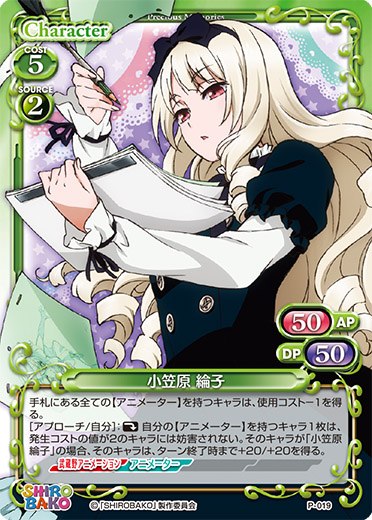 Precious Memories
Character
COST
5
SOURCE
2
50 AP
DP 50
小笠原 綸子
手札にある全ての【アニメーター】を持つキャラは、使用コスト－1を得
る。
[アプローチ/自分]： 自分の【アニメーター】を持つキャラ1枚は、
発生コストの値が2のキャラには妨害されない。そのキャラが「小笠原
綸子」の場合、そのキャラは、ターン終了時まで+20/+20を得る。
武蔵野アニメーション アニメーター
SHIRO
BAKO
©「SHIROBAKO」製作委員会
P-019